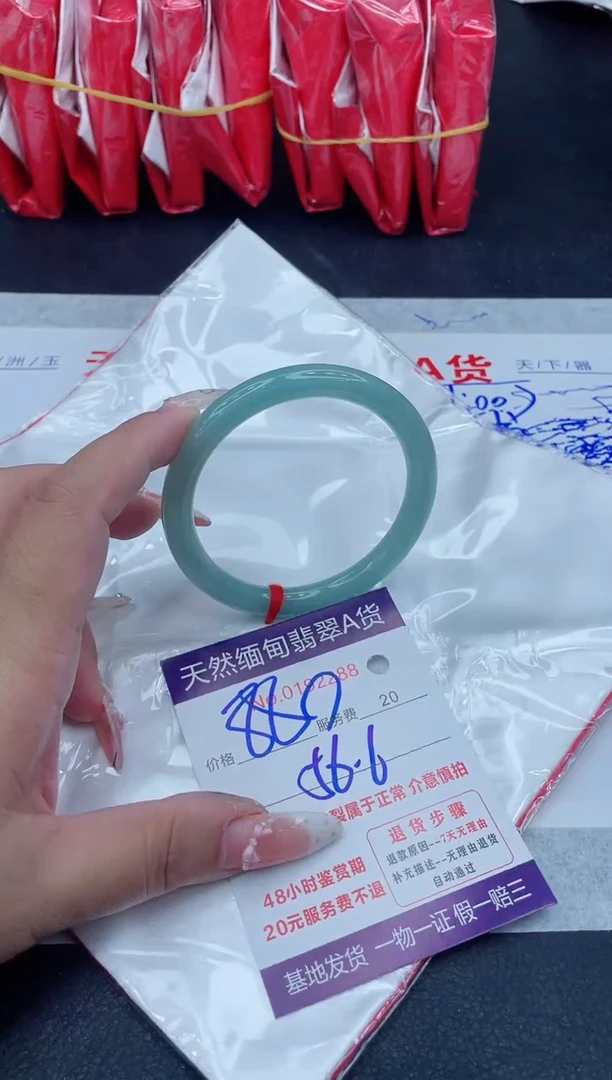 洲/玉
A货
天/下/翡
天然缅甸翡翠A货
No.0182288
价格
服务费 20
56.6
裂属于正常 介意慎拍
退货步骤
退款原因--7天无理由
补充描述--无理由退货
自动通过
48小时鉴赏期
20元服务费不退
基地发货 一物一证 假一赔三